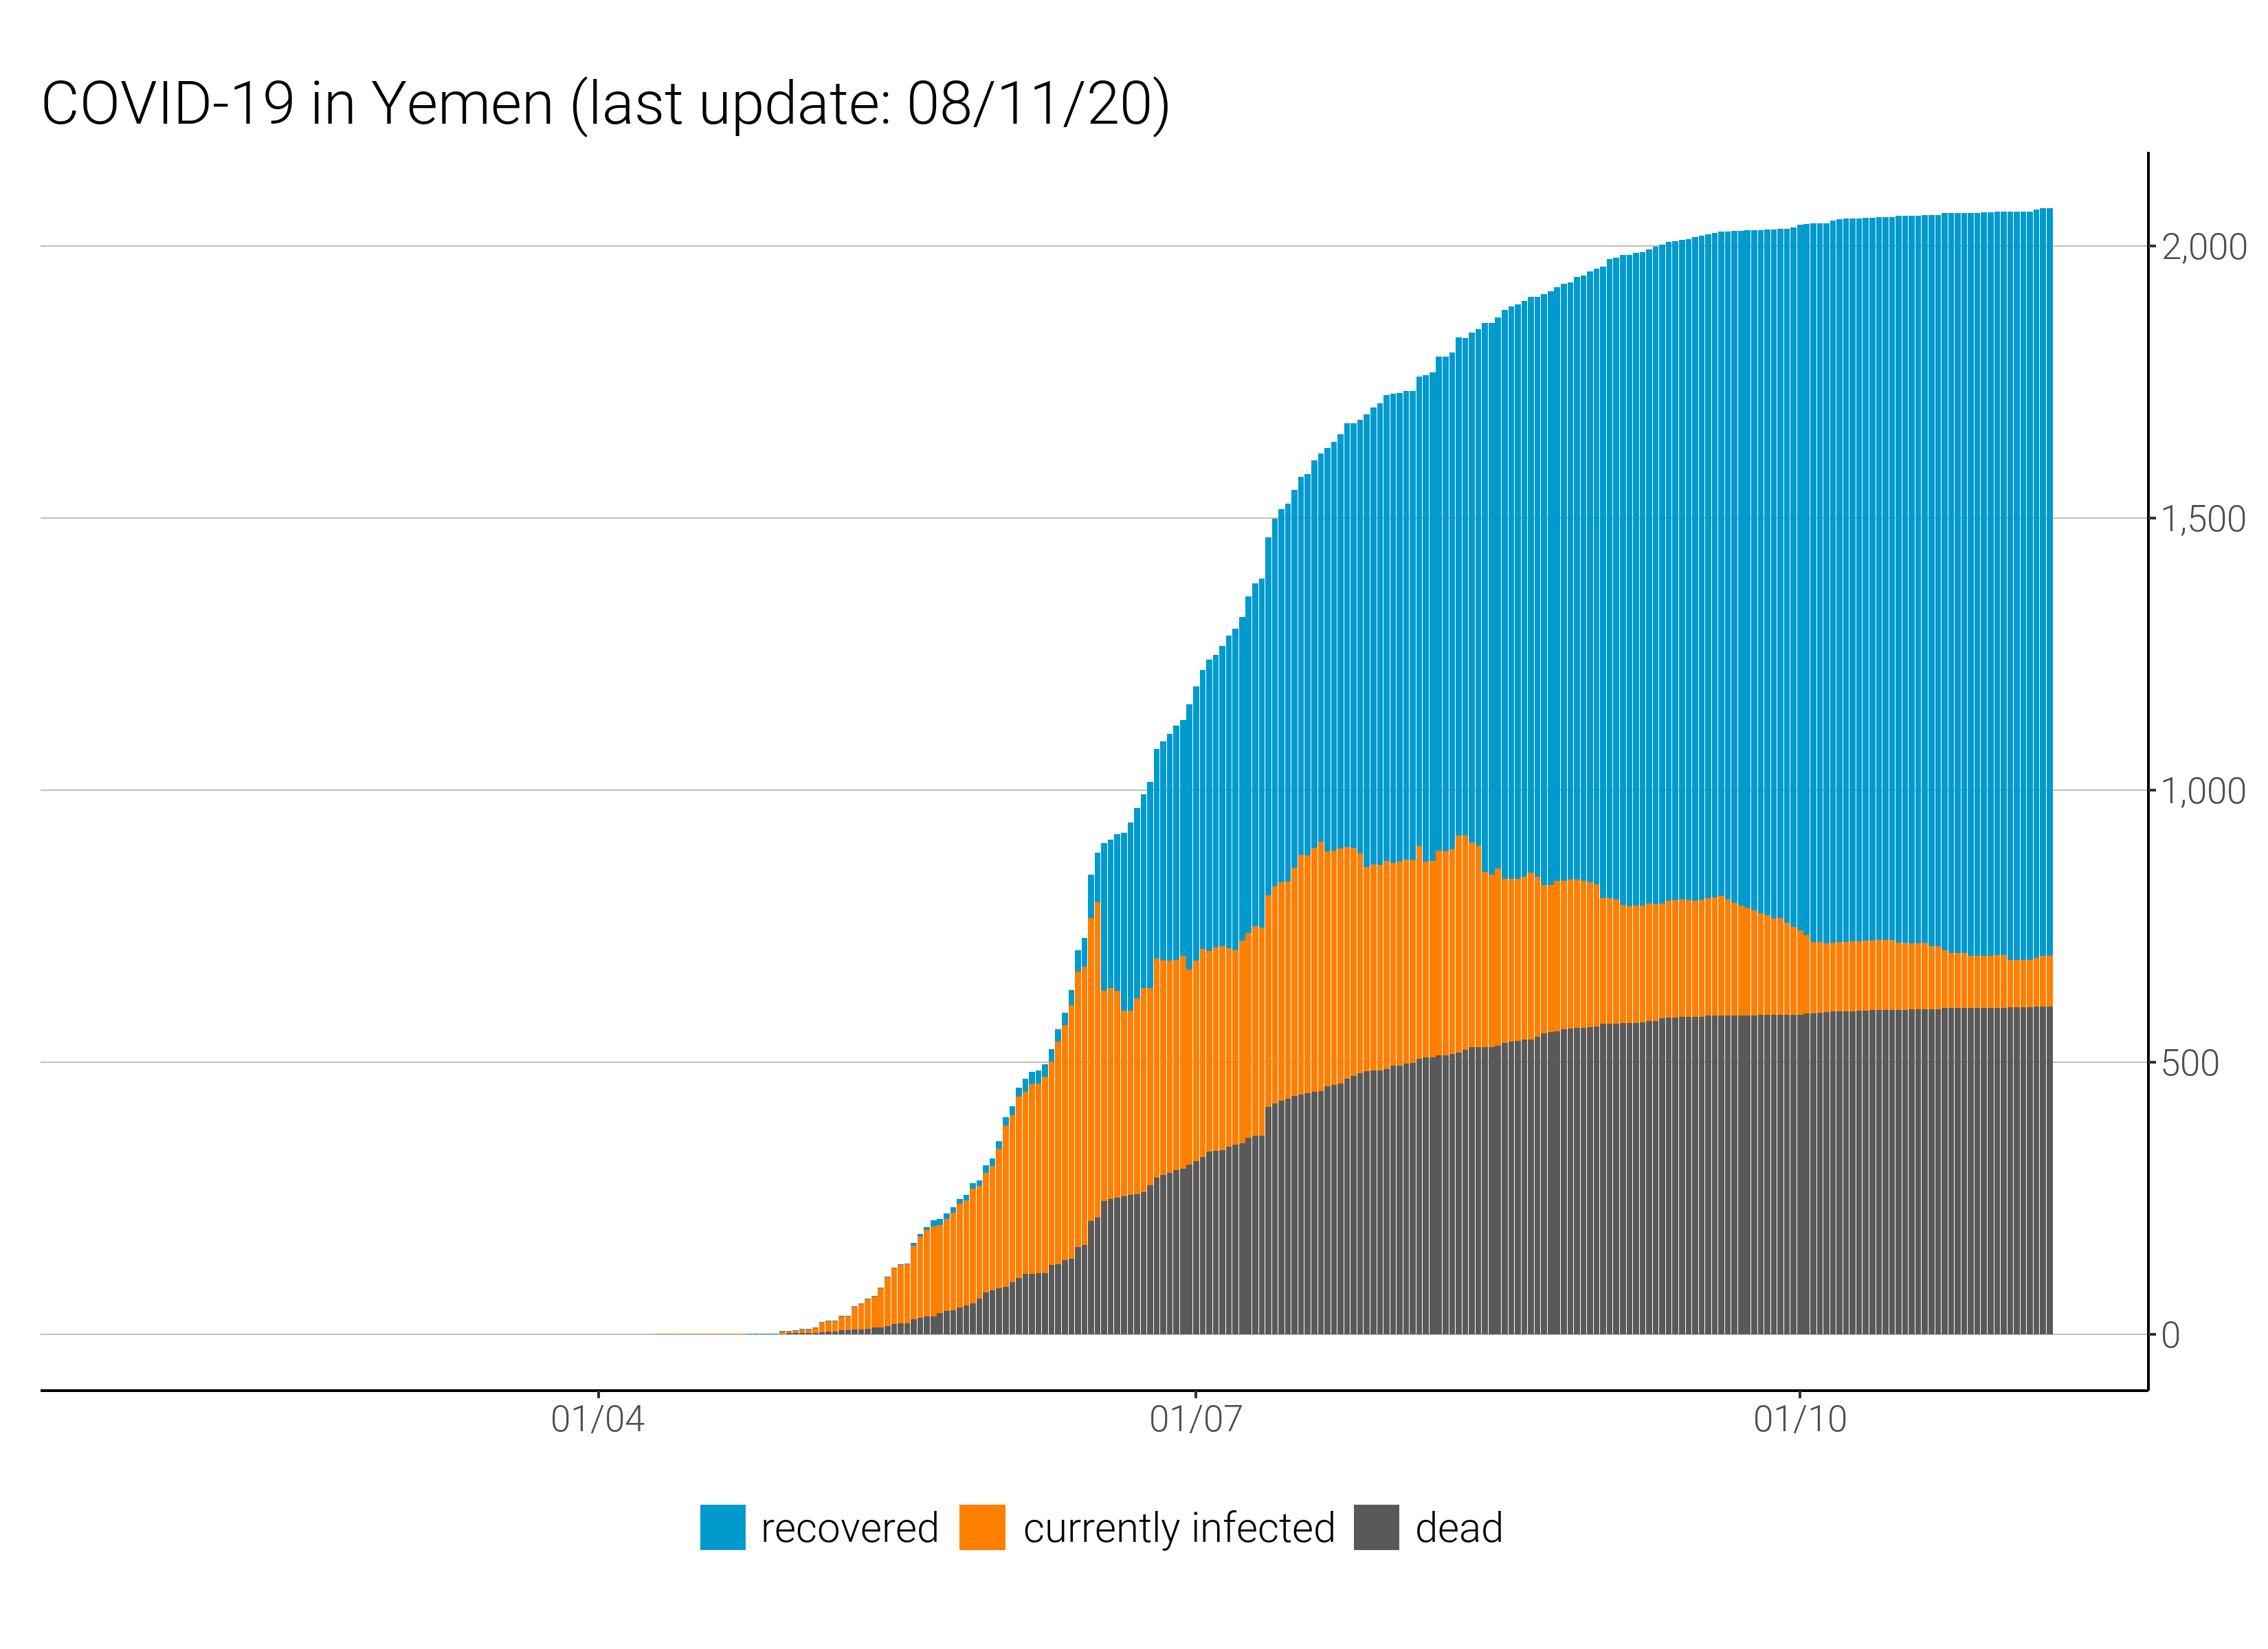 COVID-19 in Yemen (last update: 08/11/20)
2,000
1,500
1,000
500
0
01/04 01/07 01/10
recovered currently infected dead